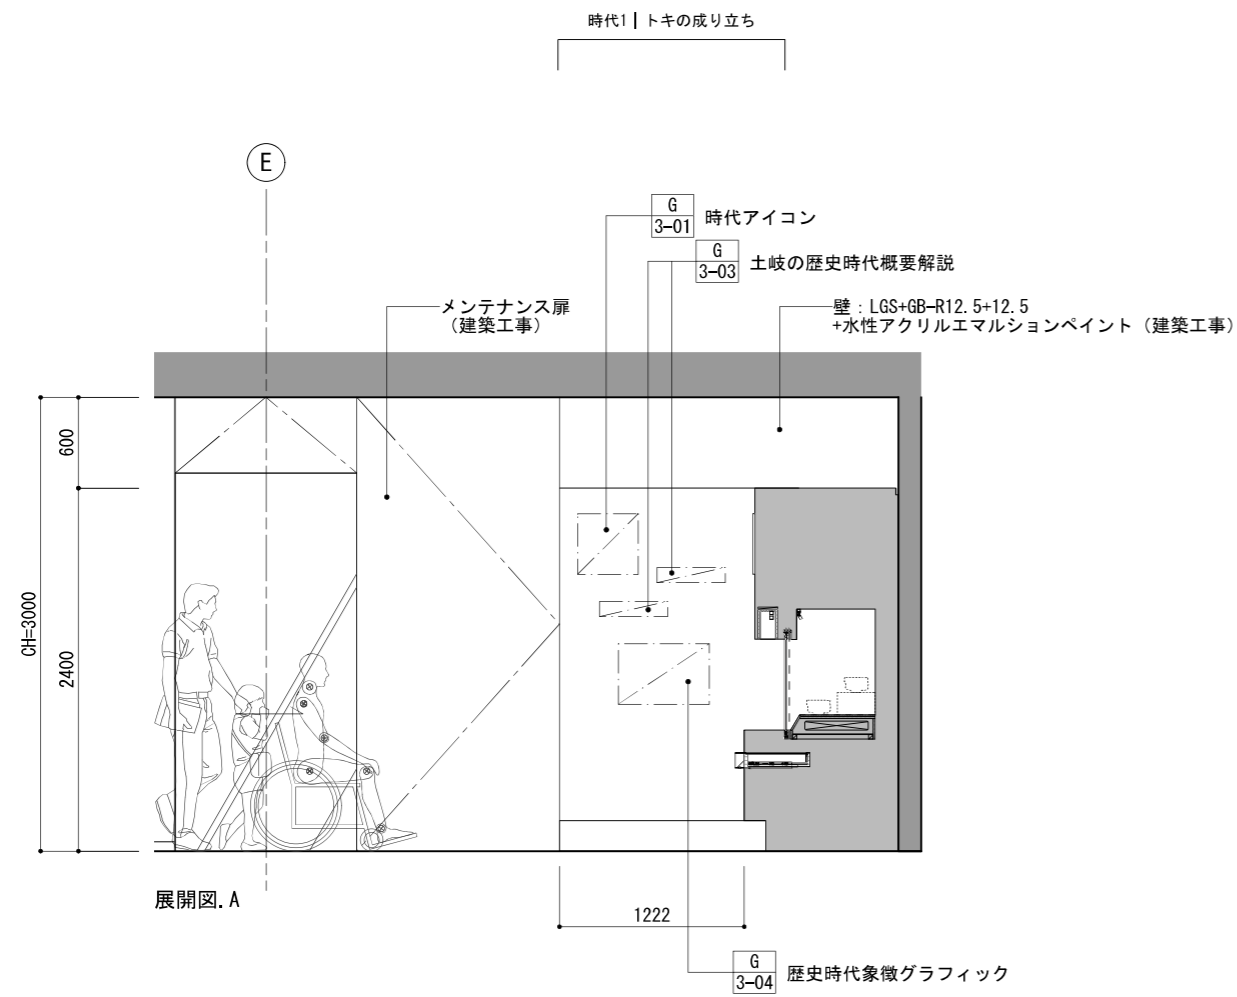 時代1 | トキの成り立ち
E
G
3-01
時代アイコン
G
3-03
土岐の歴史時代概要解説
メンテナンス扉
(建築工事)
壁：LGS+GB-R12.5+12.5
+水性アクリルエマルションペイント（建築工事）
600
CH=3000
2400
展開図.A
1222
G
3-04
歴史時代象徴グラフィック